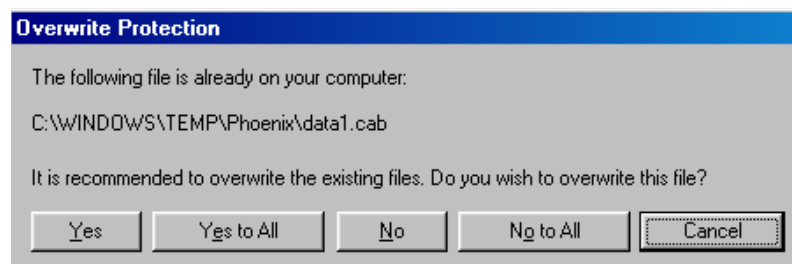 Overwrite Protection
The following file is already on your computer:
C:\WINDOWS\TEMP\Phoenix\data1.cab
It is recommended to overwrite the existing files. Do you wish to overwrite this file?
Yes Yes to All No No to All Cancel